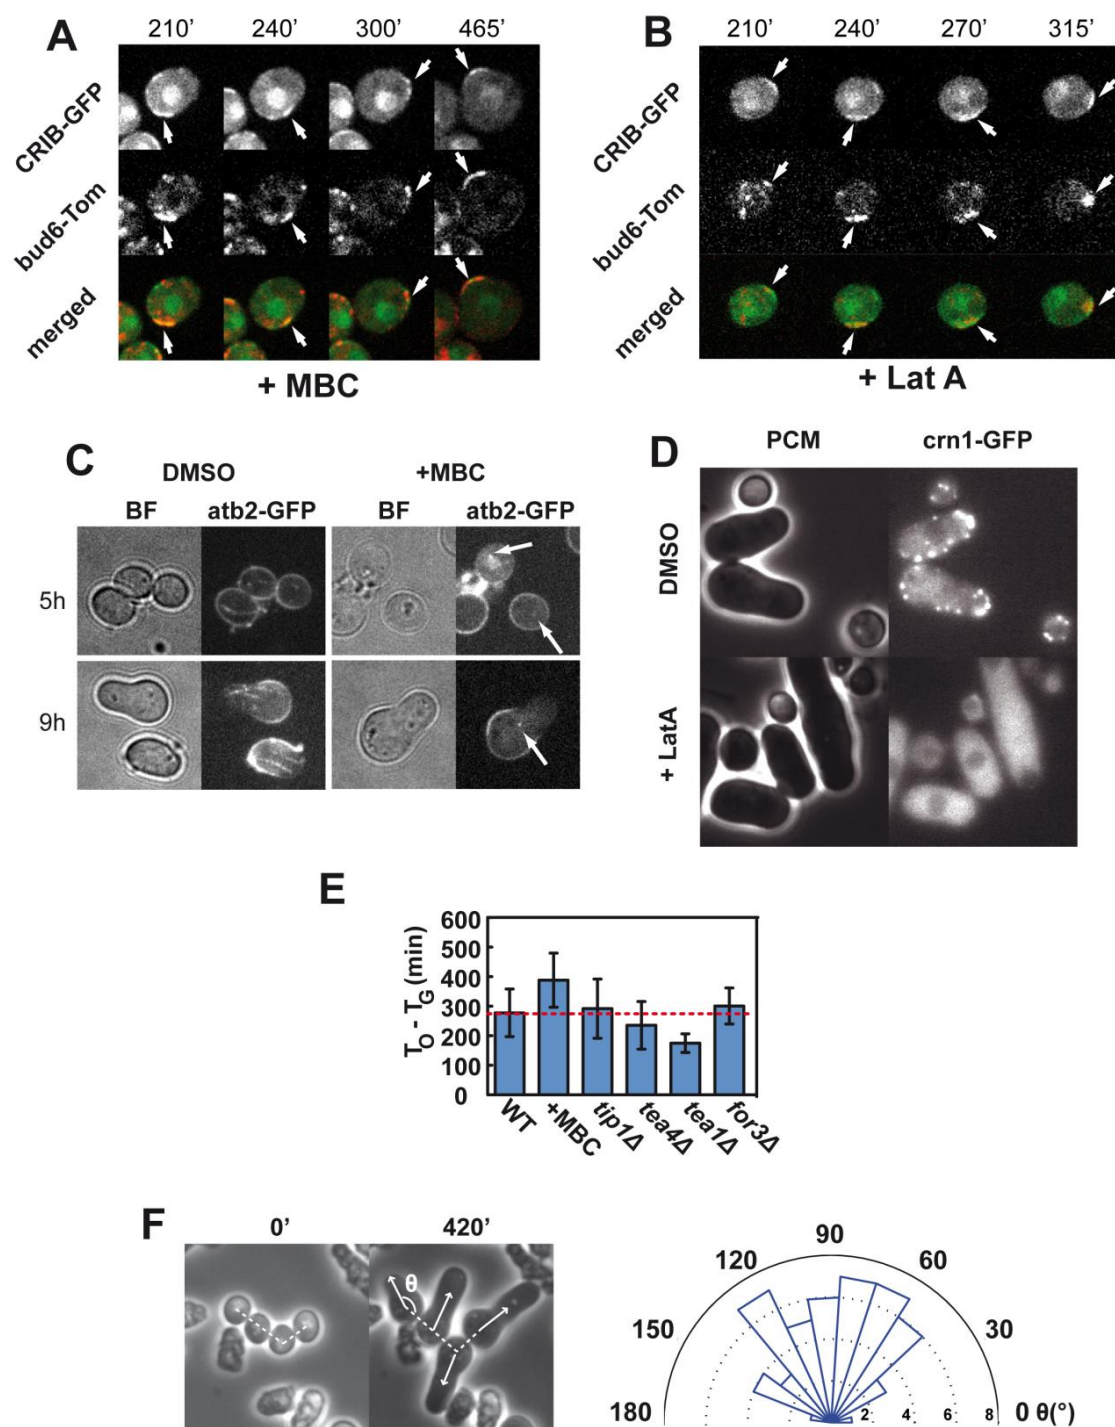 A
210' 240' 300' 465'
CRIB-GFP
bud6-Tom
merged
+ MBC
B
210' 240' 270' 315'
CRIB-GFP
bud6-Tom
merged
+ Lat A
C
DMSO +MBC
BF atb2-GFP BF atb2-GFP
5h
9h
D
PCM crn1-GFP
DMSO
+ LatA
E
T_O - T_G (min)
600
500
400
300
200
100
0
WT +MBC tip1Δ tea4Δ tea1Δ for3Δ
F
0' 420'
θ
90
120 60
150 30
180 2 4 6 8 0 θ(°)